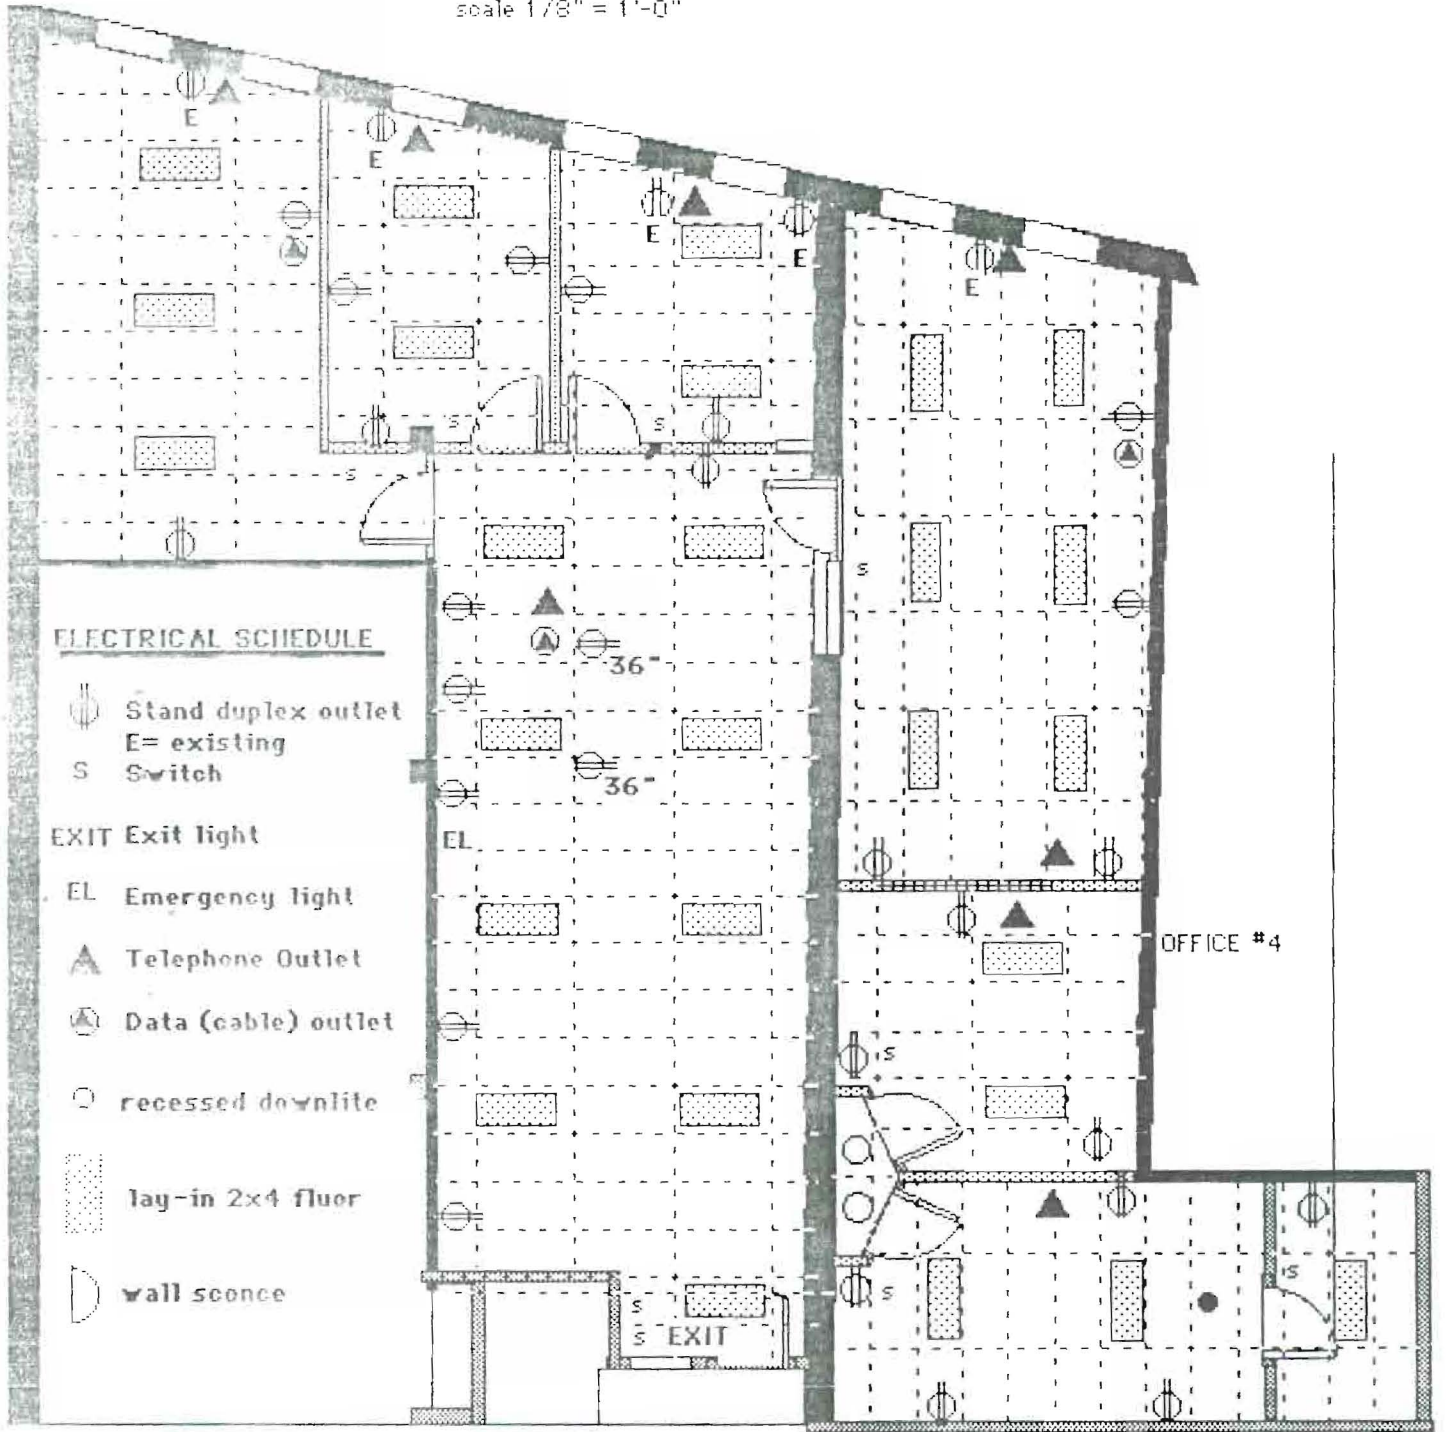 scale 1/8" = 1'-0"
E
E
E
E
E
S
S
S
S
ELECTRICAL SCHEDULE
Stand duplex outlet
E= existing
S Switch
EXIT Exit light
EL Emergency light
Telephone Outlet
Data (cable) outlet
recessed downlite
lay-in 2x4 fluor
wall sconce
36"
36"
EL
OFFICE #4
S
S
S
S
S
EXIT